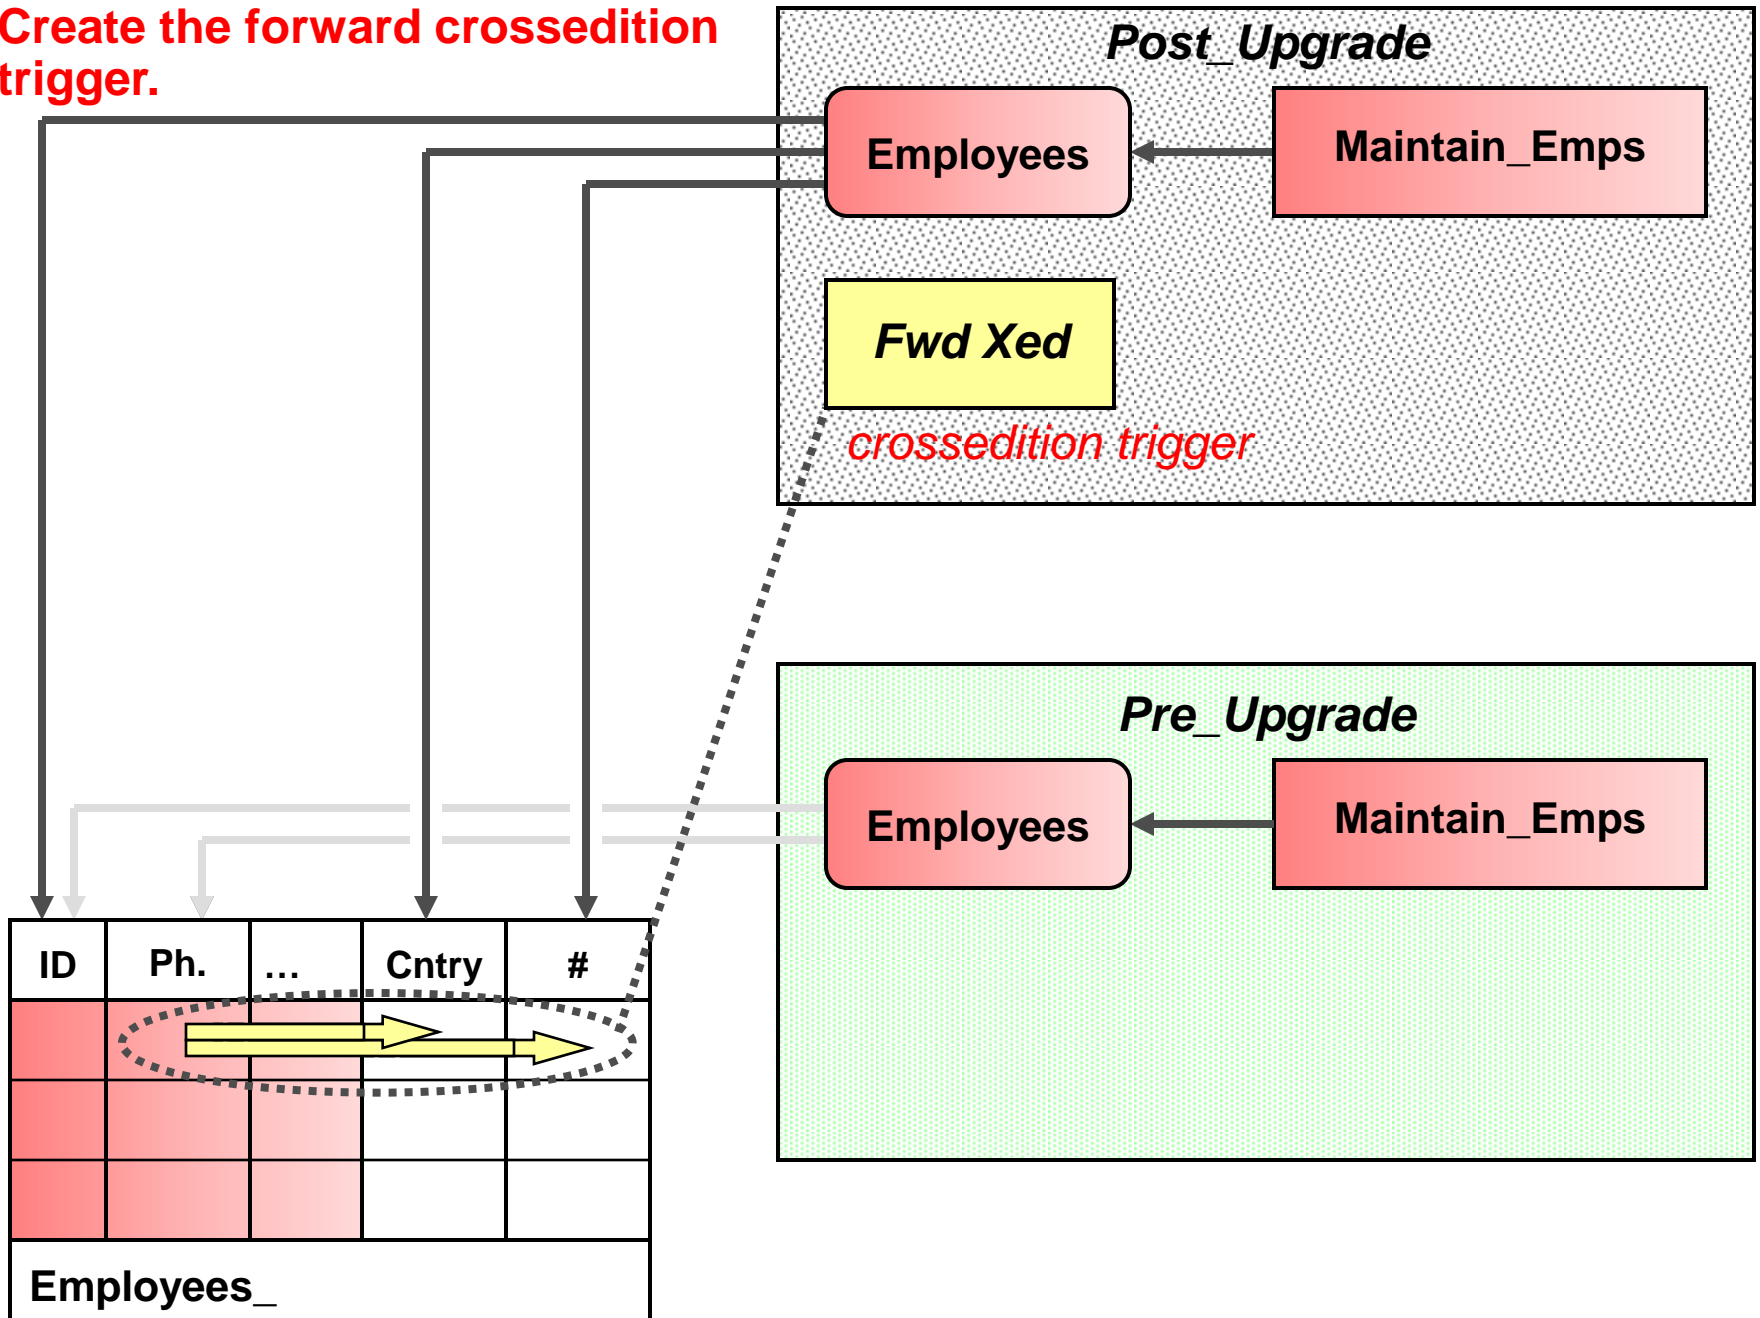 Create the forward crossedition
trigger.
Post_Upgrade
Employees
Maintain_Emps
Fwd Xed
crossedition trigger
Pre_Upgrade
Employees
Maintain_Emps
ID Ph. ... Cntry #
Employees_